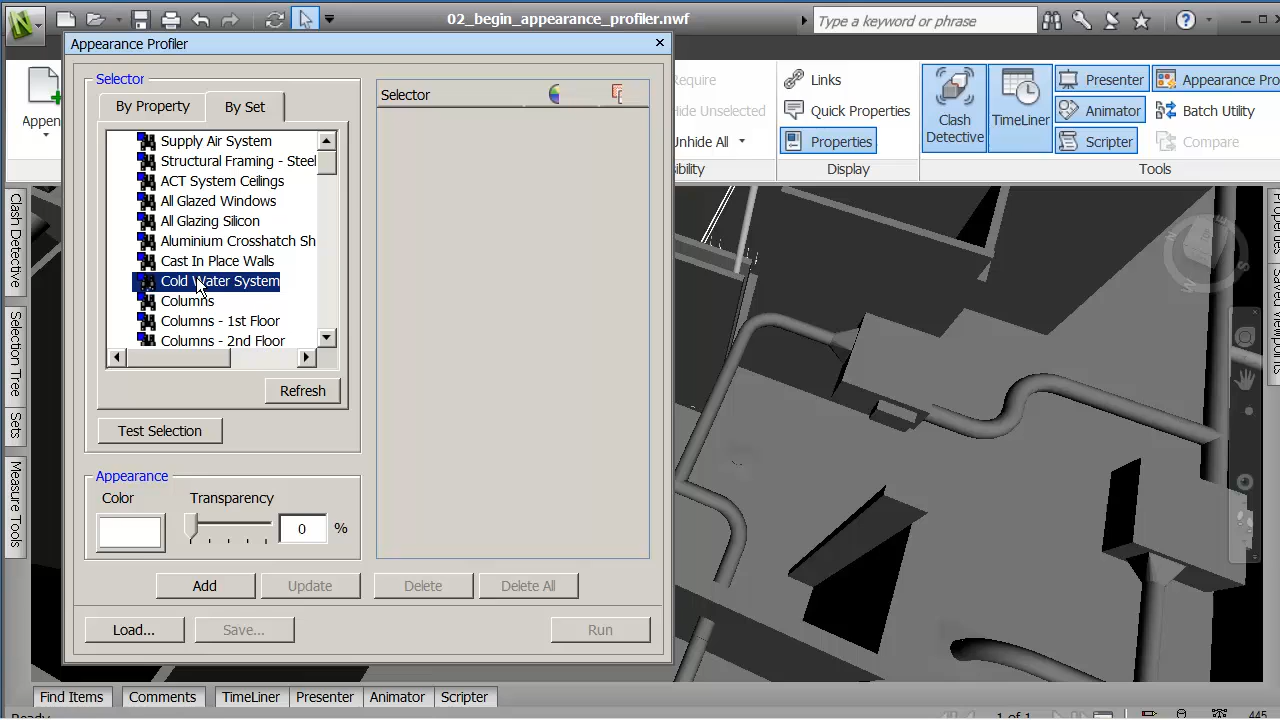 02_begin_appearance_profiler.nwf
Type a keyword or phrase
Appearance Profiler
Selector
By Property
By Set
Supply Air System
Structural Framing - Steel
ACT System Ceilings
All Glazed Windows
All Glazing Silicon
Aluminium Crosshatch Sh
Cast In Place Walls
Cold Water System
Columns
Columns - 1st Floor
Columns - 2nd Floor
Refresh
Test Selection
Appearance
Color
Transparency
0
%
Selector
Add
Update
Delete
Delete All
Load...
Save...
Run
Appen
Require
Hide Unselected
Unhide All
ibility
Links
Quick Properties
Properties
Display
Clash
Detective
TimeLiner
Presenter
Animator
Scripter
Appearance Pro
Batch Utility
Compare
Tools
Clash Detective
Selection Tree
Sets
Measure Tools
Properties
Saved Viewpoints
Find Items
Comments
TimeLiner
Presenter
Animator
Scripter
Ready
1 of 1
445